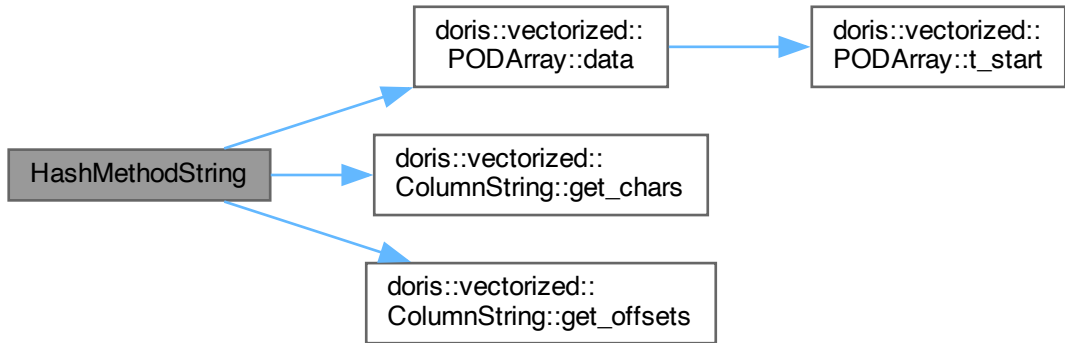 HashMethodString
doris::vectorized::
PODArray::data
doris::vectorized::
PODArray::t_start
doris::vectorized::
ColumnString::get_chars
doris::vectorized::
ColumnString::get_offsets